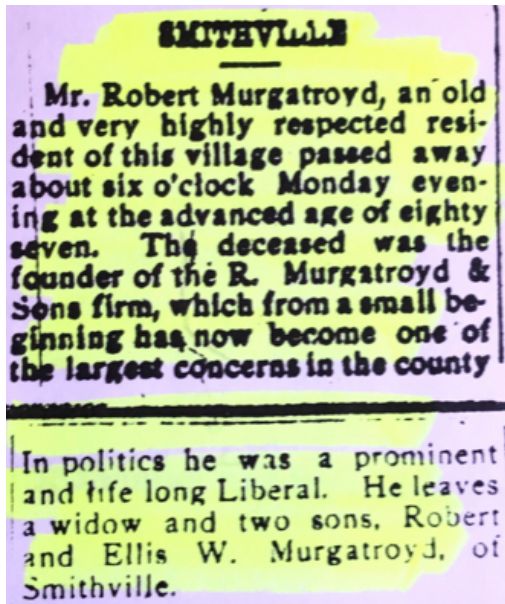 SMITHVILLE
Mr. Robert Murgatroyd, an old
and very highly respected resi-
dent of this village passed away
about six o'clock Monday even-
ing at the advanced age of eighty
seven. The deceased was the
founder of the R. Murgatroyd &
Sons firm, which from a small be-
ginning has now become one of
the largest concerns in the county
In politics he was a prominent
and life long Liberal. He leaves
a widow and two sons, Robert
and Ellis W. Murgatroyd, of
Smithville.